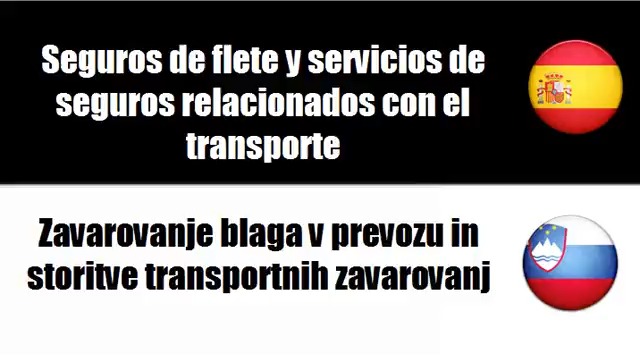 Seguros de flete y servicios de
seguros relacionados con el
transporte
Zavarovanje blaga v prevozu in
storitve transportnih zavarovanj